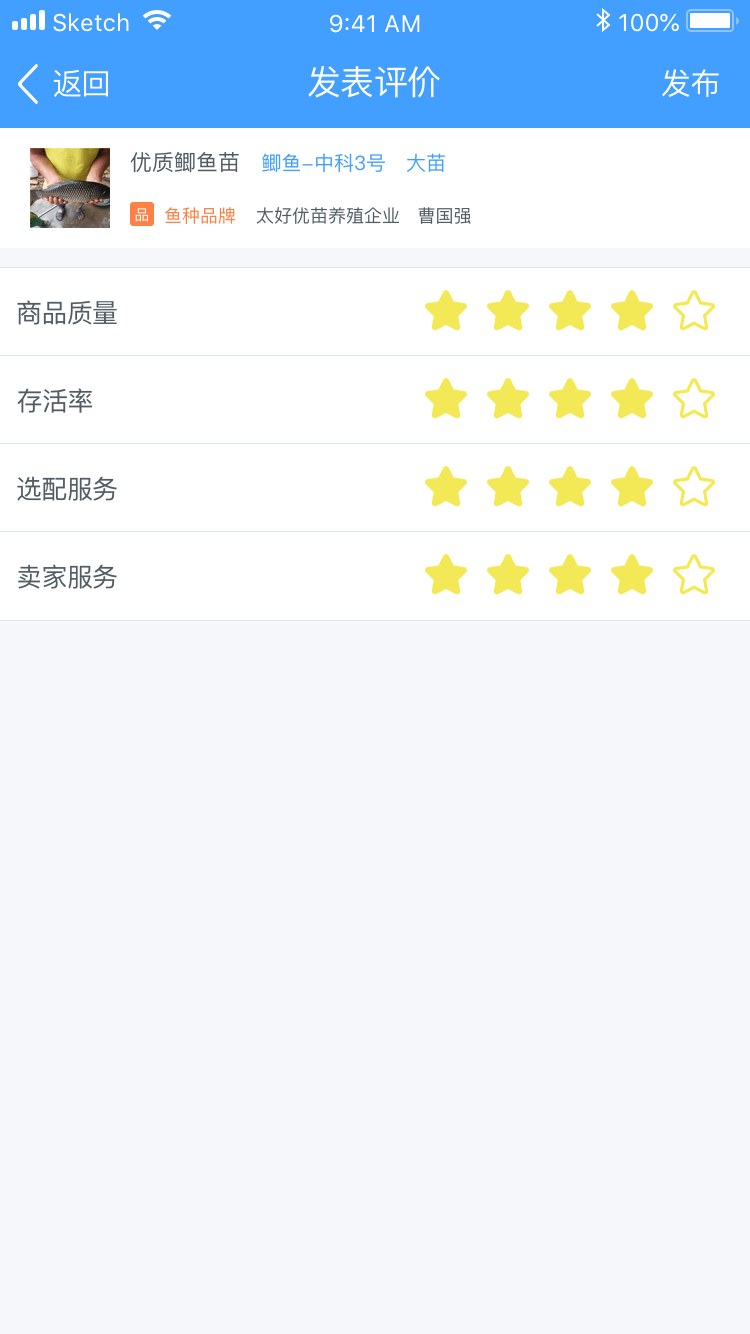 Sketch 9:41 AM 100%
返回 发表评价 发布
优质鲫鱼苗 鲫鱼–中科3号 大苗
品 鱼种品牌 太好优苗养殖企业 曹国强
商品质量
存活率
选配服务
卖家服务